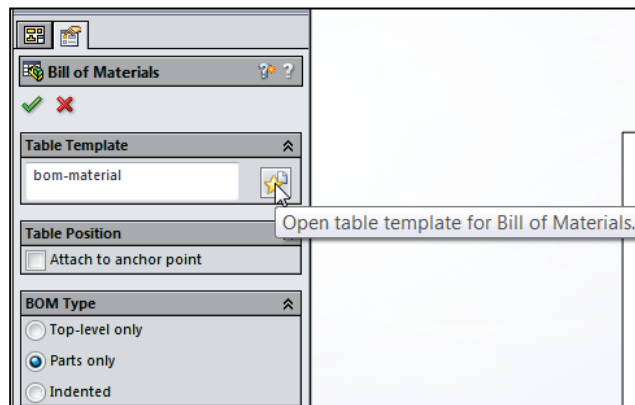 Bill of Materials
Table Template
bom-material
Open table template for Bill of Materials.
Table Position
Attach to anchor point
BOM Type
Top-level only
Parts only
Indented